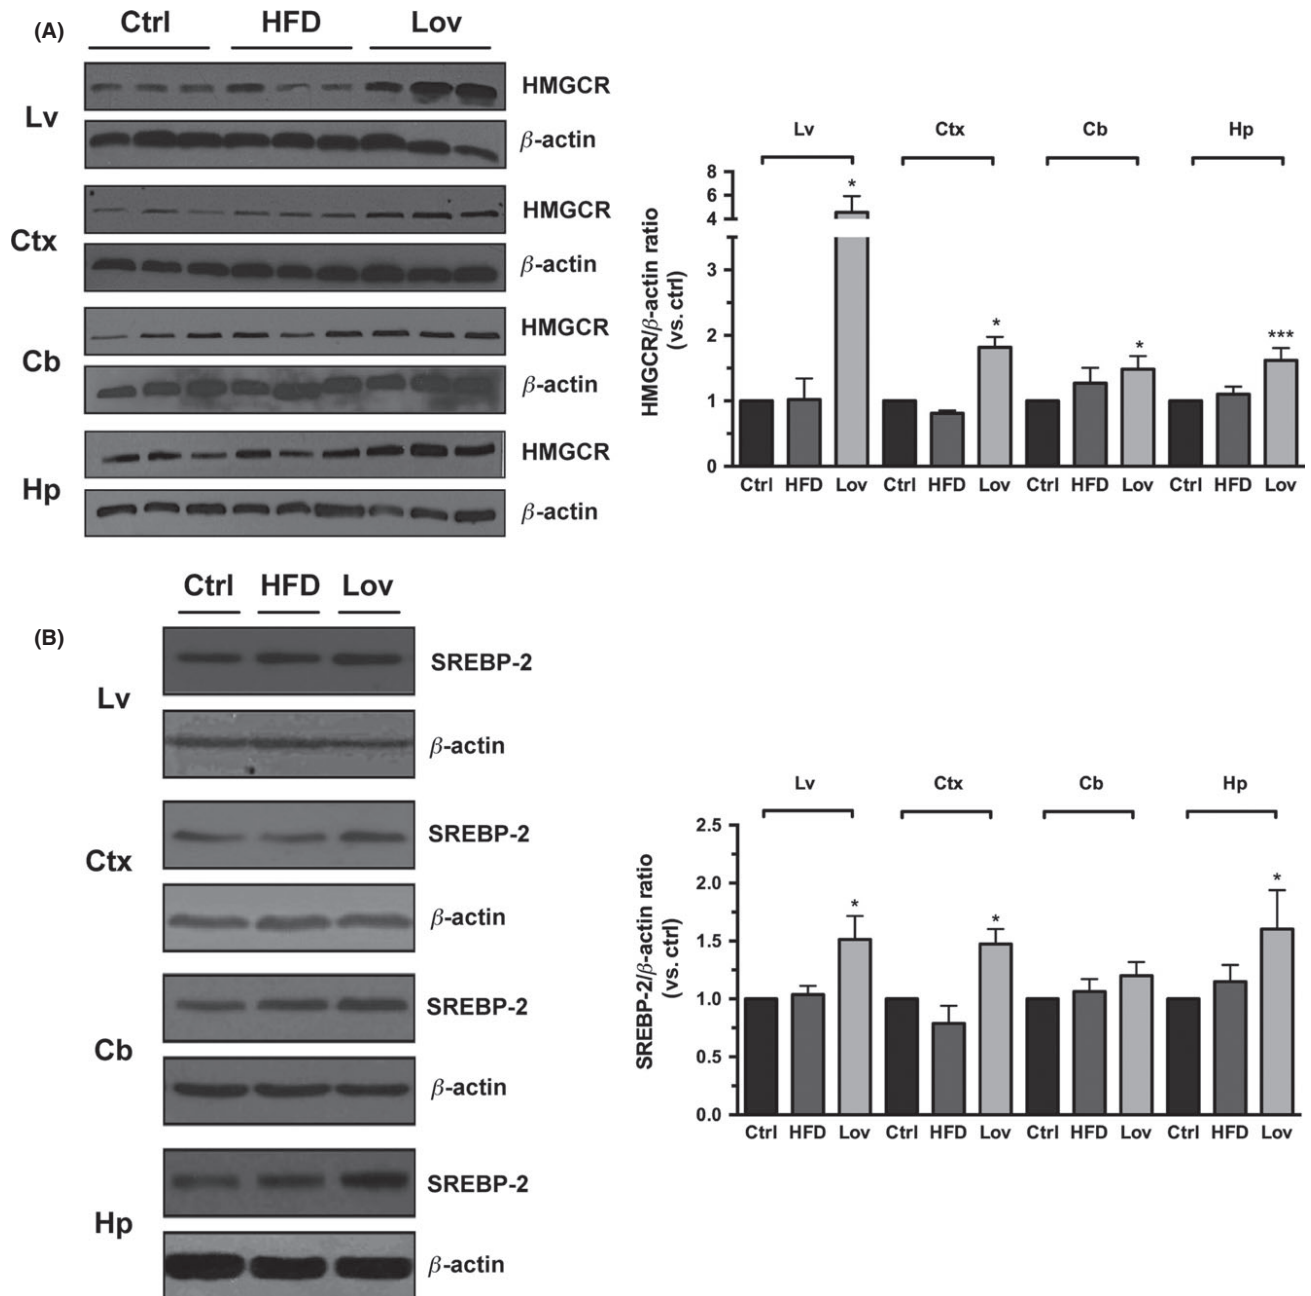 (A)
Ctrl HFD Lov
Lv
HMGCR
β-actin
Ctx
HMGCR
β-actin
Cb
HMGCR
β-actin
Hp
HMGCR
β-actin
Lv Ctx Cb Hp
HMGCR/β-actin ratio
(vs. ctrl)
8
6
4
3
2
1
0
* * * ***
Ctrl HFD Lov Ctrl HFD Lov Ctrl HFD Lov Ctrl HFD Lov
(B)
Ctrl HFD Lov
Lv
SREBP-2
β-actin
Ctx
SREBP-2
β-actin
Cb
SREBP-2
β-actin
Hp
SREBP-2
β-actin
Lv Ctx Cb Hp
SREBP-2/β-actin ratio
(vs. ctrl)
2.5
2.0
1.5
1.0
0.5
0.0
* * *
Ctrl HFD Lov Ctrl HFD Lov Ctrl HFD Lov Ctrl HFD Lov